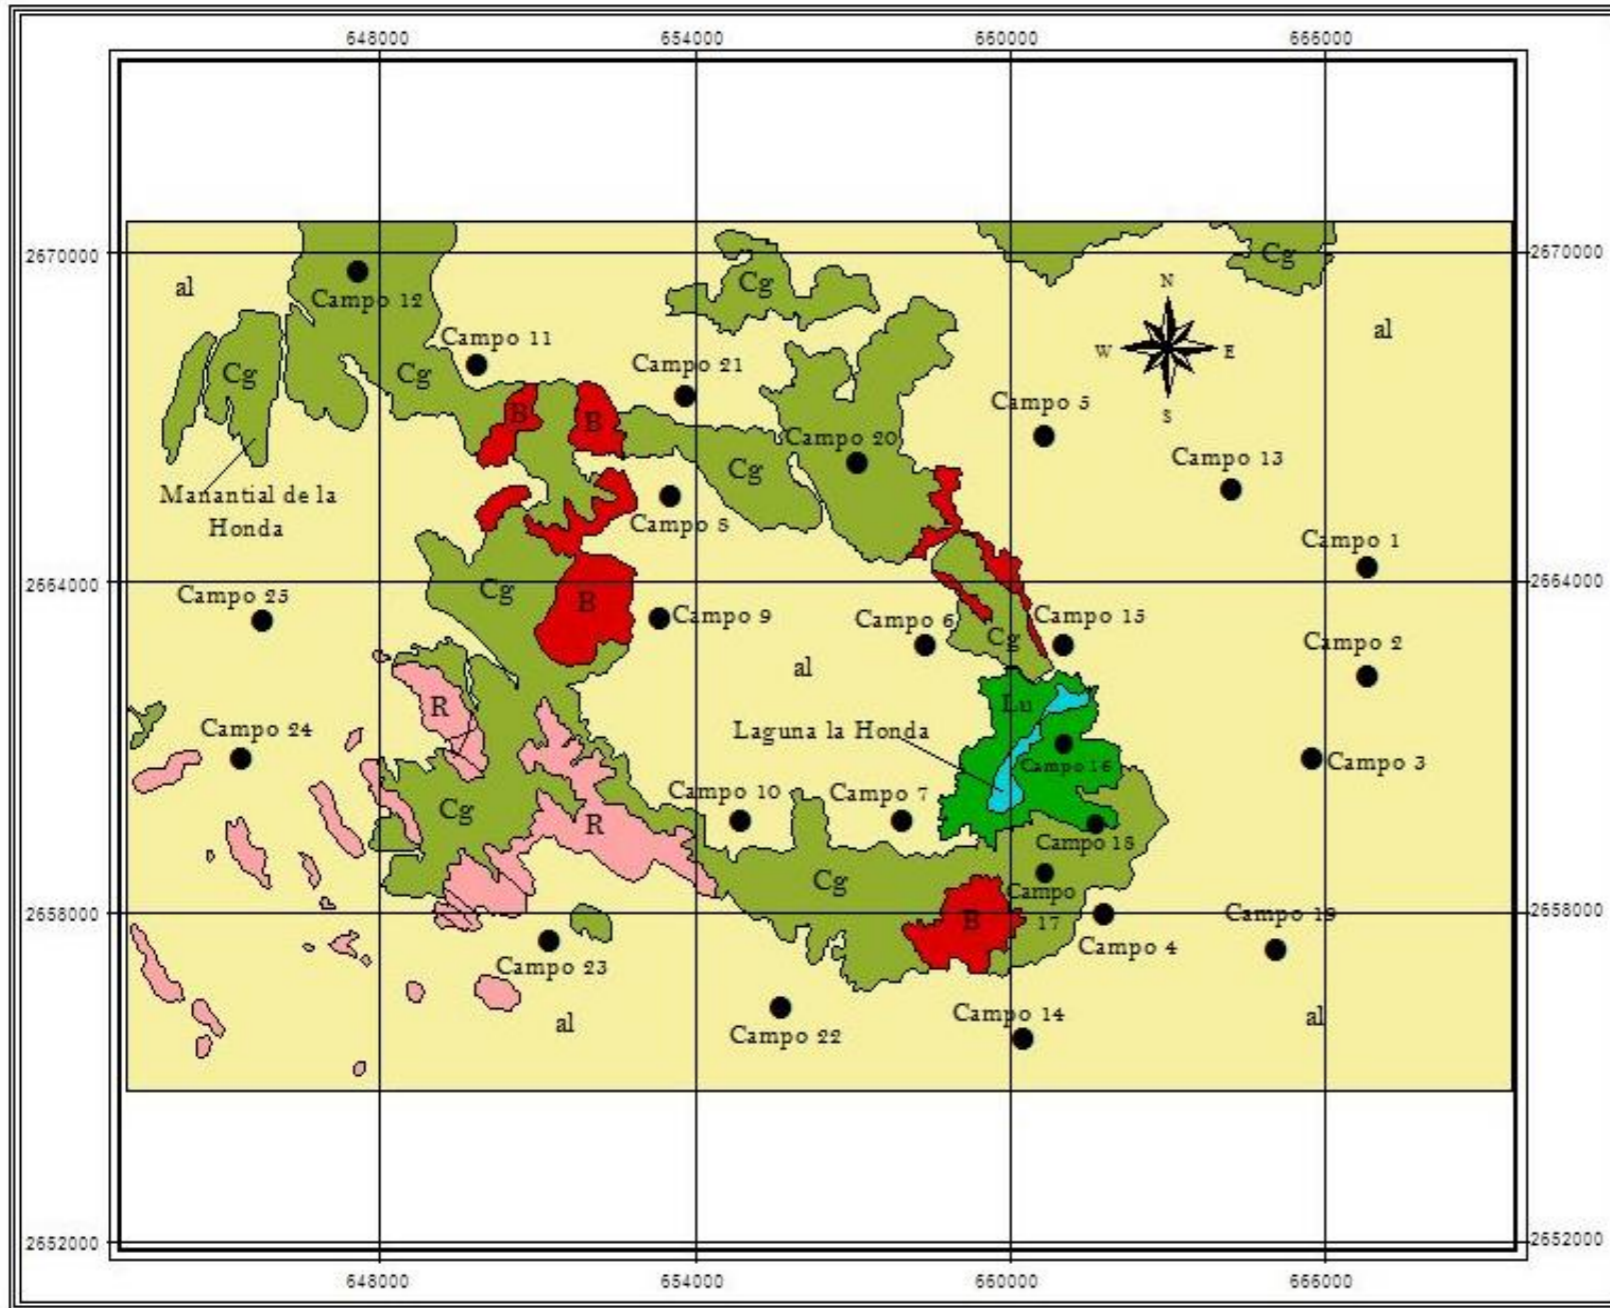 648000 654000 660000 666000
2670000 2670000
Cg
Cg
N
al
Campo 12
al
Campo 11
W E
Campo 21
Cg
Cg
Campo 5
S
B
B
Campo 20
Campo 13
Cg
Manantial de la
Honda
Campo 8
Campo 1
2664000 2664000
Campo 25
Cg
B
Campo 9
Campo 6
Campo 15
Cg
Campo 2
al
R
Lu
Campo 24
Laguna la Honda
Campo 16
Campo 3
Campo 10
Campo 7
Cg
R
Campo 18
Cg
Campo
17
2658000 2658000
B
Campo 19
Campo 4
Campo 23
al
Campo 22
Campo 14
al
2652000 2652000
648000 654000 660000 666000